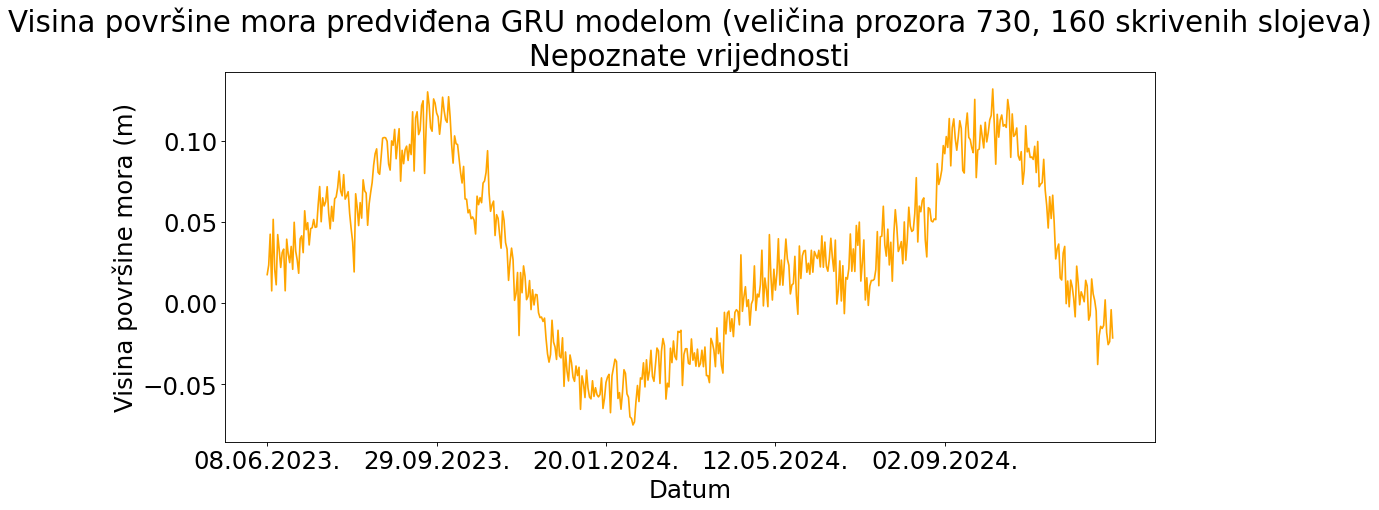 Visina površine mora predviđena GRU modelom (veličina prozora 730, 160 skrivenih slojeva)
Nepoznate vrijednosti
Visina površine mora (m)
0.10
0.05
0.00
−0.05
08.06.2023. 29.09.2023. 20.01.2024. 12.05.2024. 02.09.2024.
Datum